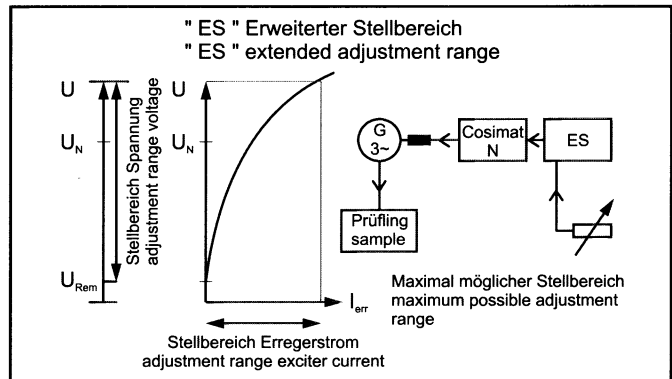 " ES " Erweiterter Stellbereich
" ES " extended adjustment range
U
U_N
U_Rem
Stellbereich Spannung
adjustment range voltage
U
U_N
I_err
Stellbereich Erregerstrom
adjustment range exciter current
G
3~
Cosimat
N
ES
Prüfling
sample
Maximal möglicher Stellbereich
maximum possible adjustment
range